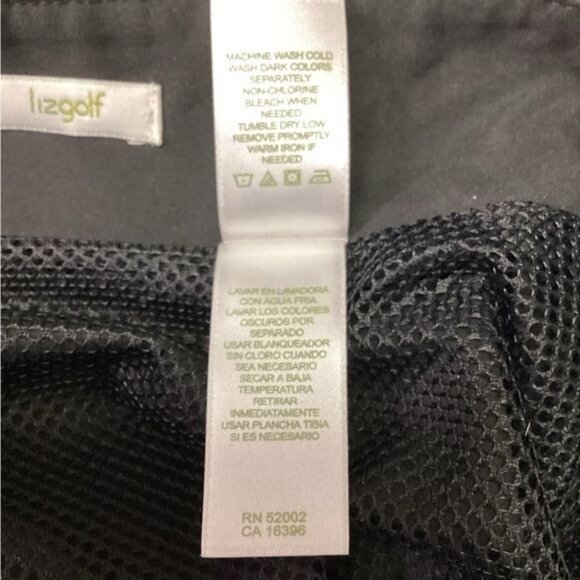 lizgolf
MACHINE WASH COLD
WASH DARK COLORS
SEPARATELY
NON-CHLORINE
BLEACH WHEN
NEEDED
TUMBLE DRY LOW
REMOVE PROMPTLY
WARM IRON IF
NEEDED
LAVAR EN LAVADORA
CON AGUA FRIA
LAVAR LOS COLORES
OSCUROS POR
SEPARADO
USAR BLANQUEADOR
SIN CLORO CUANDO
SEA NECESARIO
SECAR A BAJA
TEMPERATURA
RETIRAR
INMEDIATAMENTE
USAR PLANCHA TIBIA
SI ES NECESARIO
RN 52002
CA 16396